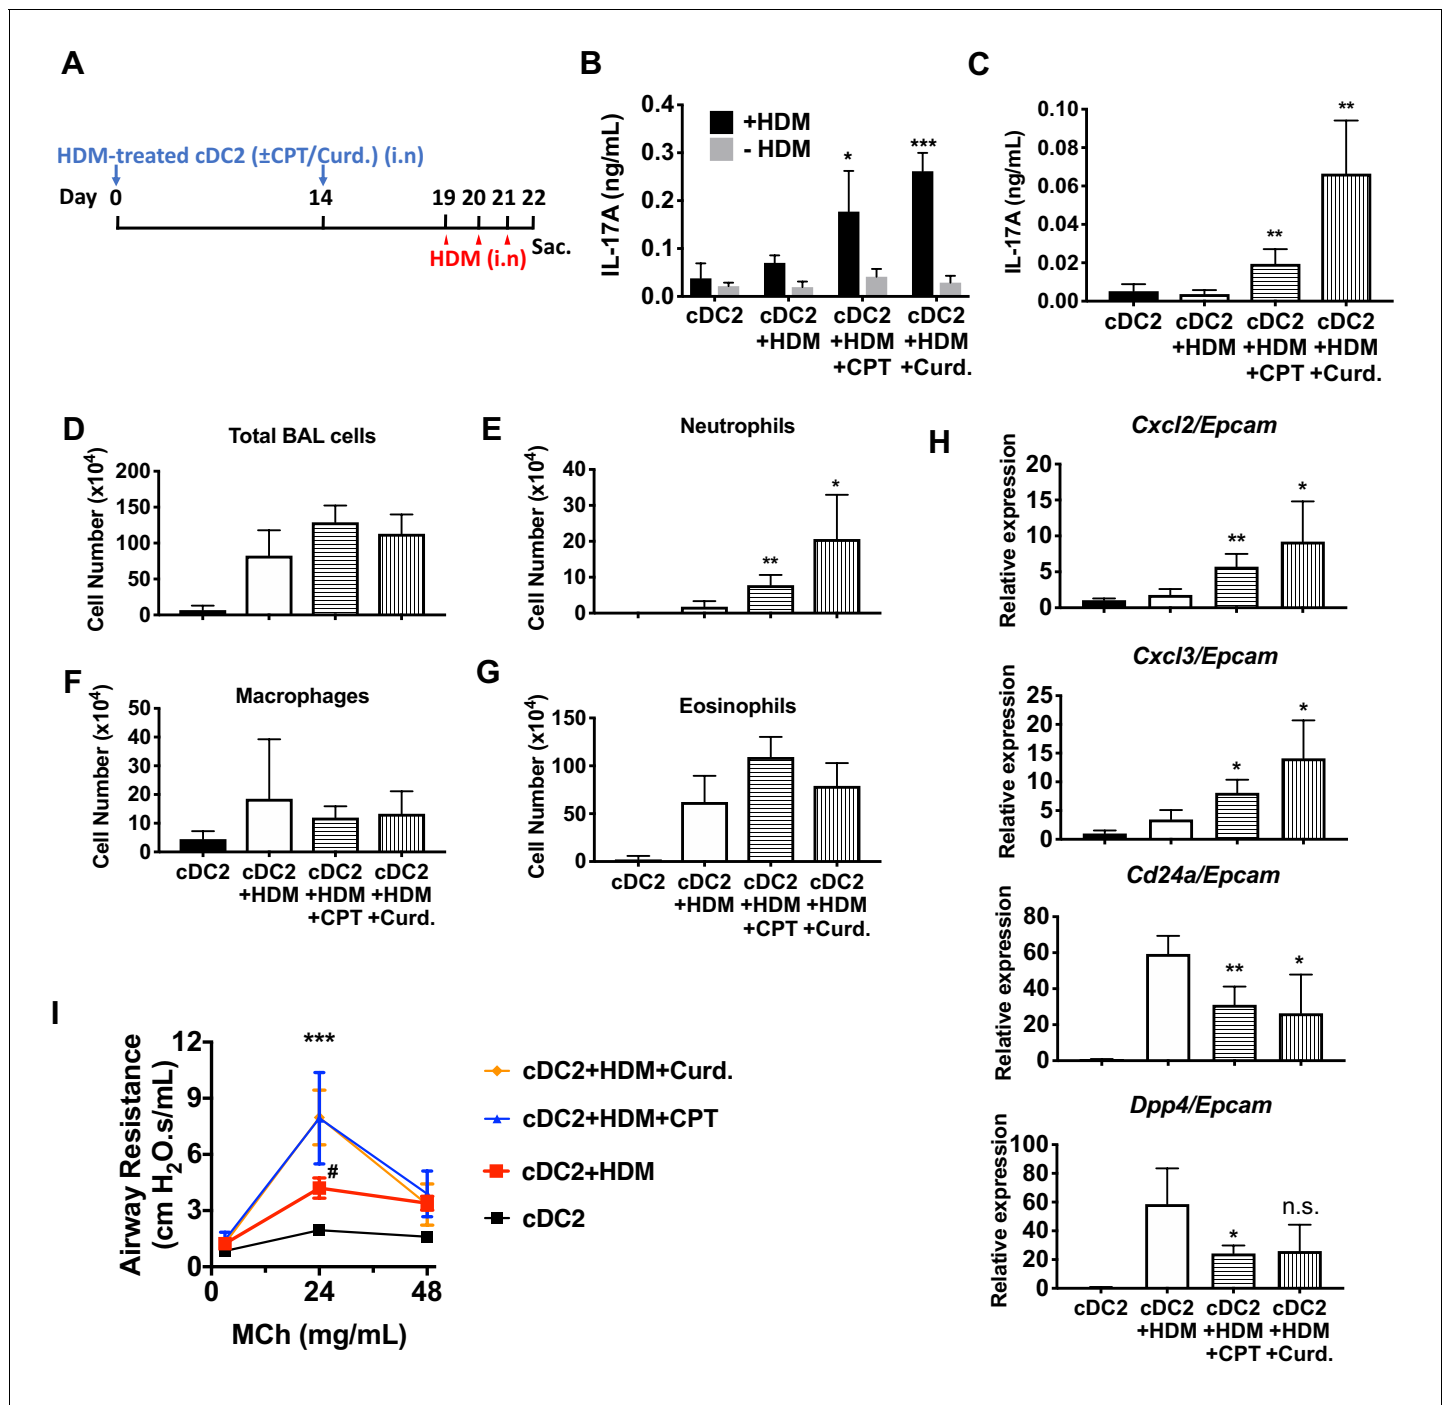 A
HDM-treated cDC2 (±CPT/Curd.) (i.n)
Day 0 14 19 20 21 22
HDM (i.n) Sac.
B
IL-17A (ng/mL)
0.4
0.3
0.2
0.1
0.0
+HDM
- HDM
* ***
cDC2 cDC2 cDC2 cDC2
+HDM +HDM +HDM
+CPT +Curd.
C
IL-17A (ng/mL)
0.10
0.08
0.06
0.04
0.02
0.00
** **
cDC2 cDC2 cDC2 cDC2
+HDM +HDM +HDM
+CPT +Curd.
D
Total BAL cells
Cell Number (x10⁴)
200
150
100
50
0
E
Neutrophils
Cell Number (x10⁴)
40
30
20
10
0
** *
F
Macrophages
Cell Number (x10⁴)
50
40
30
20
10
0
cDC2 cDC2 cDC2 cDC2
+HDM +HDM +HDM
+CPT +Curd.
G
Eosinophils
Cell Number (x10⁴)
150
100
50
0
cDC2 cDC2 cDC2 cDC2
+HDM +HDM +HDM
+CPT +Curd.
H
Cxcl2/Epcam
Relative expression
20
15
10
5
0
** *
Cxcl3/Epcam
Relative expression
25
20
15
10
5
0
* *
Cd24a/Epcam
Relative expression
80
60
40
20
0
** *
Dpp4/Epcam
Relative expression
100
80
60
40
20
0
* n.s.
cDC2 cDC2 cDC2 cDC2
+HDM +HDM +HDM
+CPT +Curd.
I
Airway Resistance
(cm H₂O.s/mL)
12
9
6
3
0
***
#
0 24 48
MCh (mg/mL)
cDC2+HDM+Curd.
cDC2+HDM+CPT
cDC2+HDM
cDC2